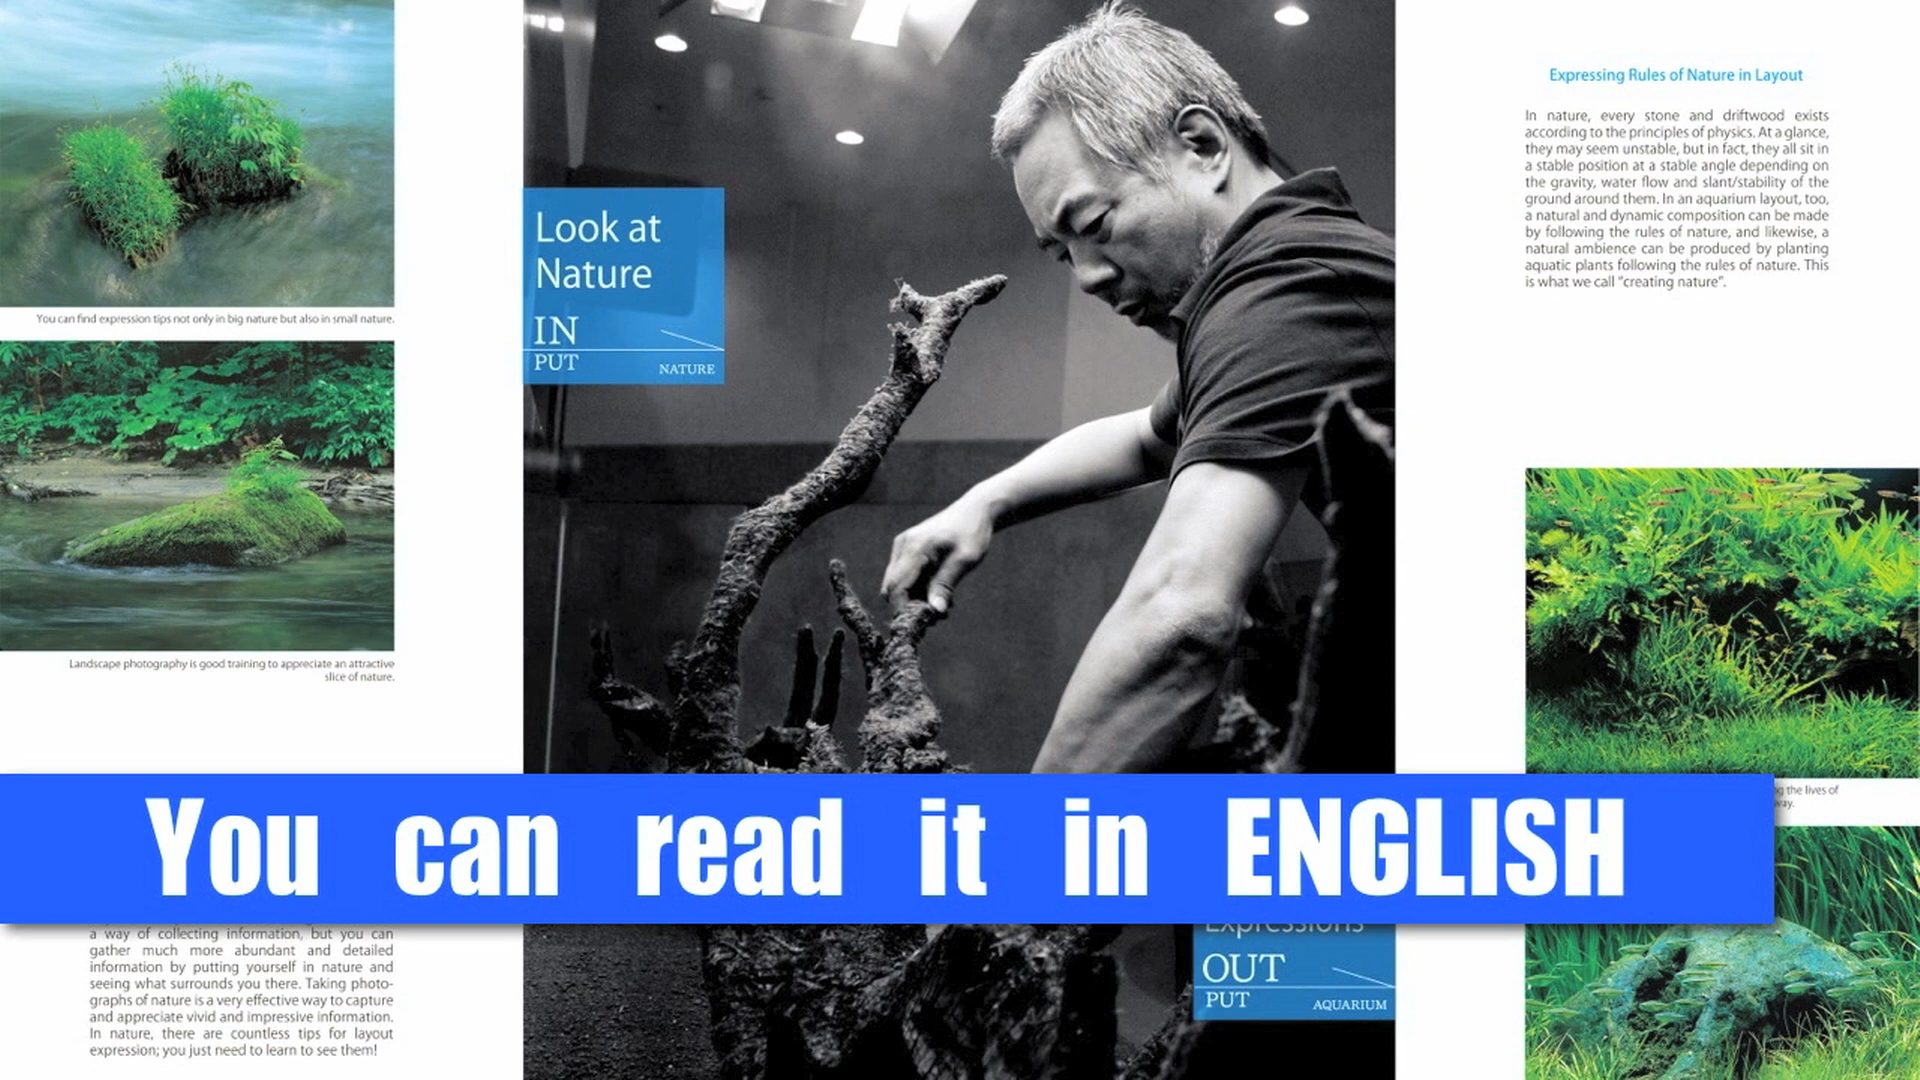 You can find expression tips not only in big nature but also in small nature.
Landscape photography is good training to appreciate an attractive
slice of nature.
a way of collecting information, but you can
gather much more abundant and detailed
information by putting yourself in nature and
seeing what surrounds you there. Taking photo-
graphs of nature is a very effective way to capture
and appreciate vivid and impressive information.
In nature, there are countless tips for layout
expression; you just need to learn to see them!
Look at
Nature
IN
PUT
NATURE
You can read it in ENGLISH
Expressions
OUT
PUT
AQUARIUM
Expressing Rules of Nature in Layout
In nature, every stone and driftwood exists
according to the principles of physics. At a glance,
they may seem unstable, but in fact, they all sit in
a stable position at a stable angle depending on
the gravity, water flow and slant/stability of the
ground around them. In an aquarium layout, too,
a natural and dynamic composition can be made
by following the rules of nature, and likewise, a
natural ambience can be produced by planting
aquatic plants following the rules of nature. This
is what we call "creating nature".
the lives of